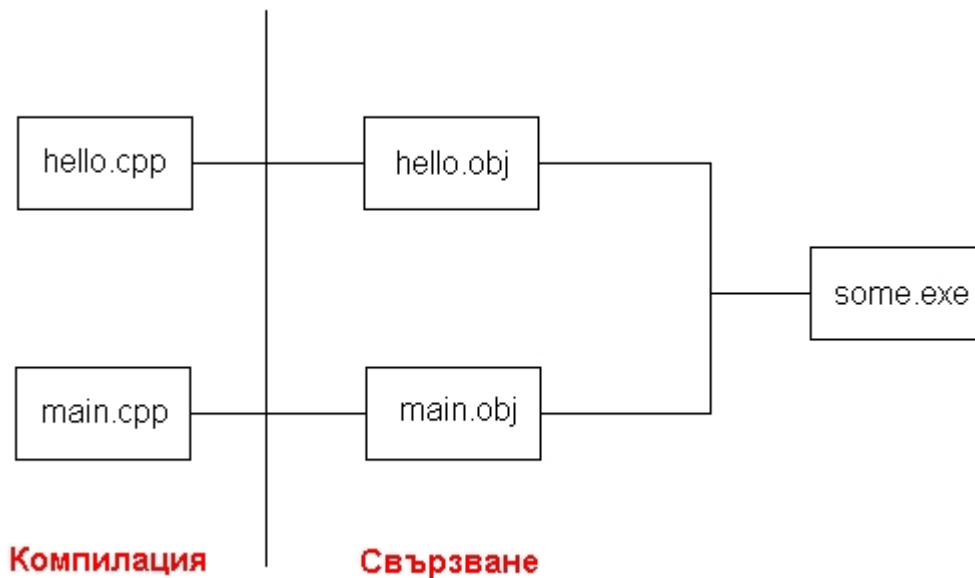 hello.cpp
hello.obj
some.exe
main.cpp
main.obj
Компилация
Свързване